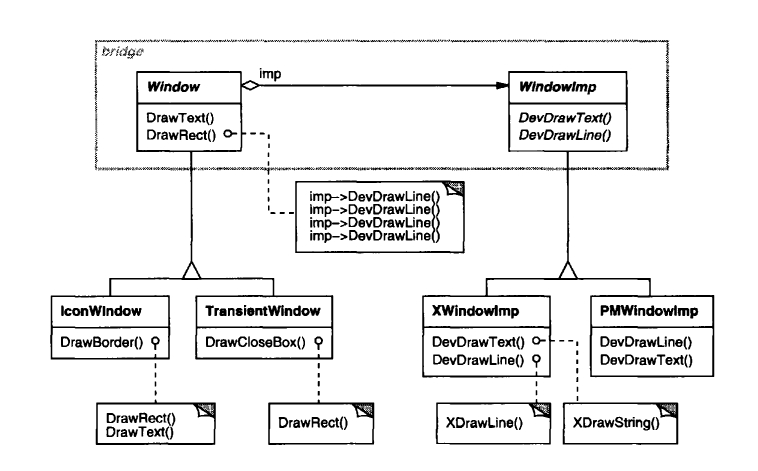 bridge
Window
imp
WindowImp
DrawText()
DrawRect()
DevDrawText()
DevDrawLine()
imp->DevDrawLine()
imp->DevDrawLine()
imp->DevDrawLine()
imp->DevDrawLine()
IconWindow
DrawBorder()
TransientWindow
DrawCloseBox()
XWindowImp
DevDrawText()
DevDrawLine()
PMWindowImp
DevDrawLine()
DevDrawText()
DrawRect()
DrawText()
DrawRect()
XDrawLine()
XDrawString()